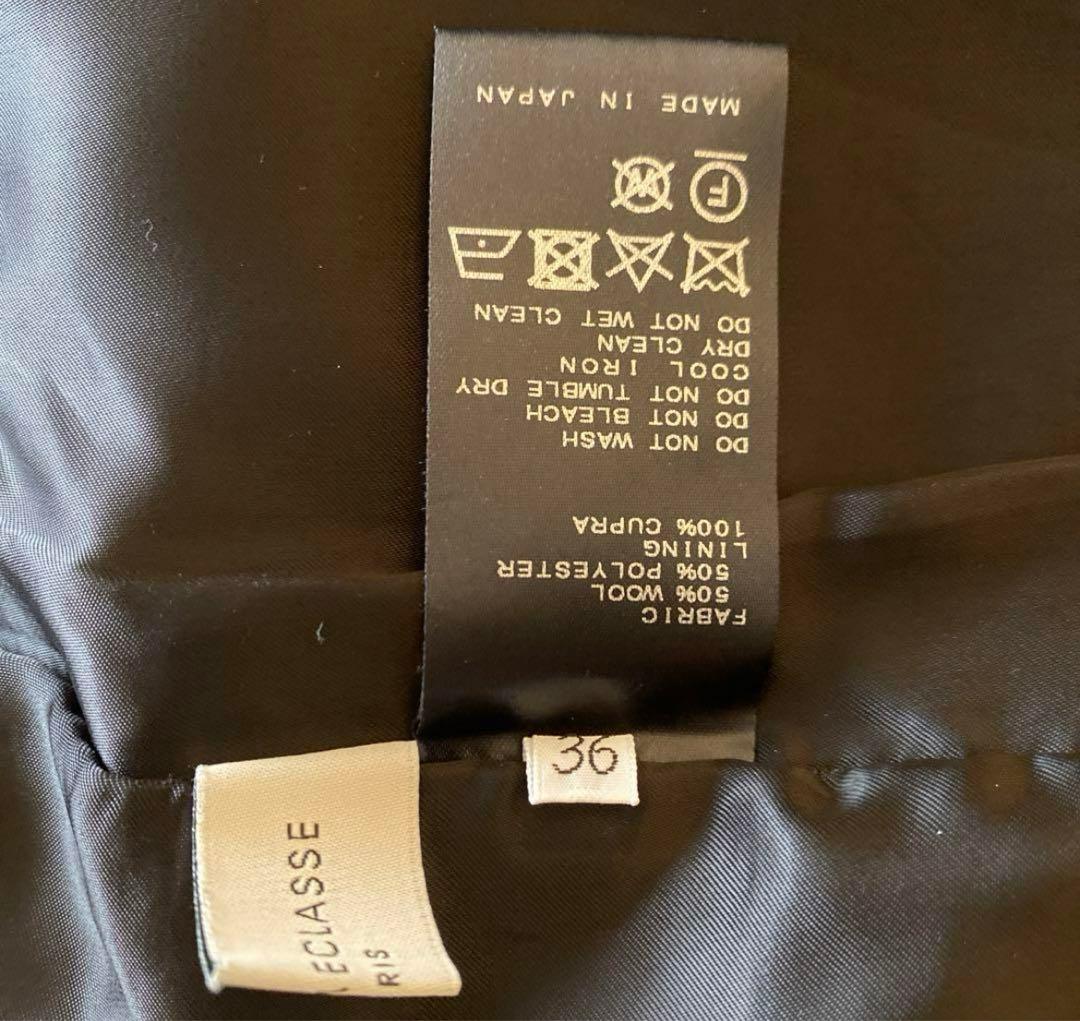 FABRIC
50% WOOL
50% POLYESTER
LINING
100% CUPRA
DO NOT WASH
DO NOT BLEACH
DO NOT TUMBLE DRY
COOL IRON
DRY CLEAN
DO NOT WET CLEAN
F W
MADE IN JAPAN
36
ECLASSE
RIS